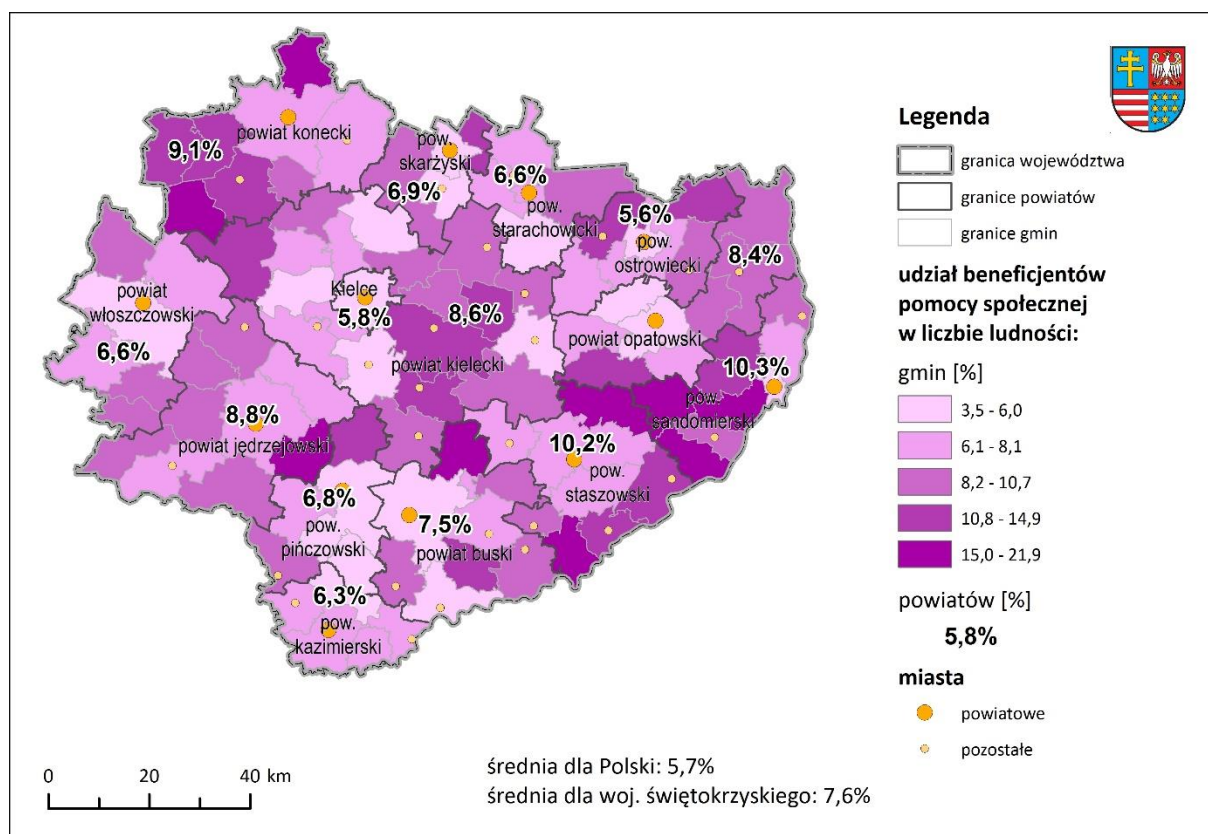 powiat konecki
9,1%
pow.
skarżyski
6,9%
6,6%
pow.
starachowicki
5,6%
pow.
ostrowiecki
8,4%
powiat
włoszczowski
6,6%
Kielce
5,8%
8,6%
powiat kielecki
powiat opatowski
10,3%
pow.
sandomierski
8,8%
powiat jędrzejowski
10,2%
pow.
staszowski
6,8%
pow.
pińczowski
7,5%
powiat buski
6,3%
pow.
kazimierski
Legenda
granica województwa
granice powiatów
granice gmin
udział beneficjentów
pomocy społecznej
w liczbie ludności:
gmin [%]
3,5 - 6,0
6,1 - 8,1
8,2 - 10,7
10,8 - 14,9
15,0 - 21,9
powiatów [%]
5,8%
miasta
powiatowe
pozostałe
0 20 40 km
średnia dla Polski: 5,7%
średnia dla woj. świętokrzyskiego: 7,6%